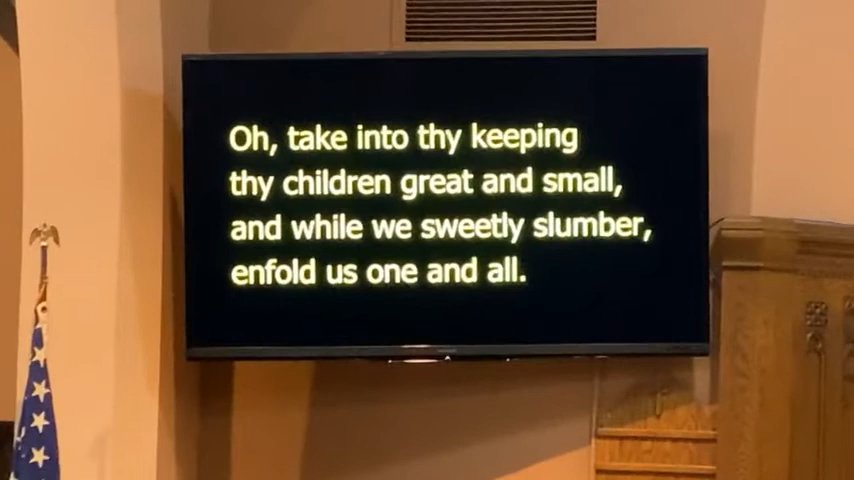 Oh, take into thy keeping
thy children great and small,
and while we sweetly slumber,
enfold us one and all.